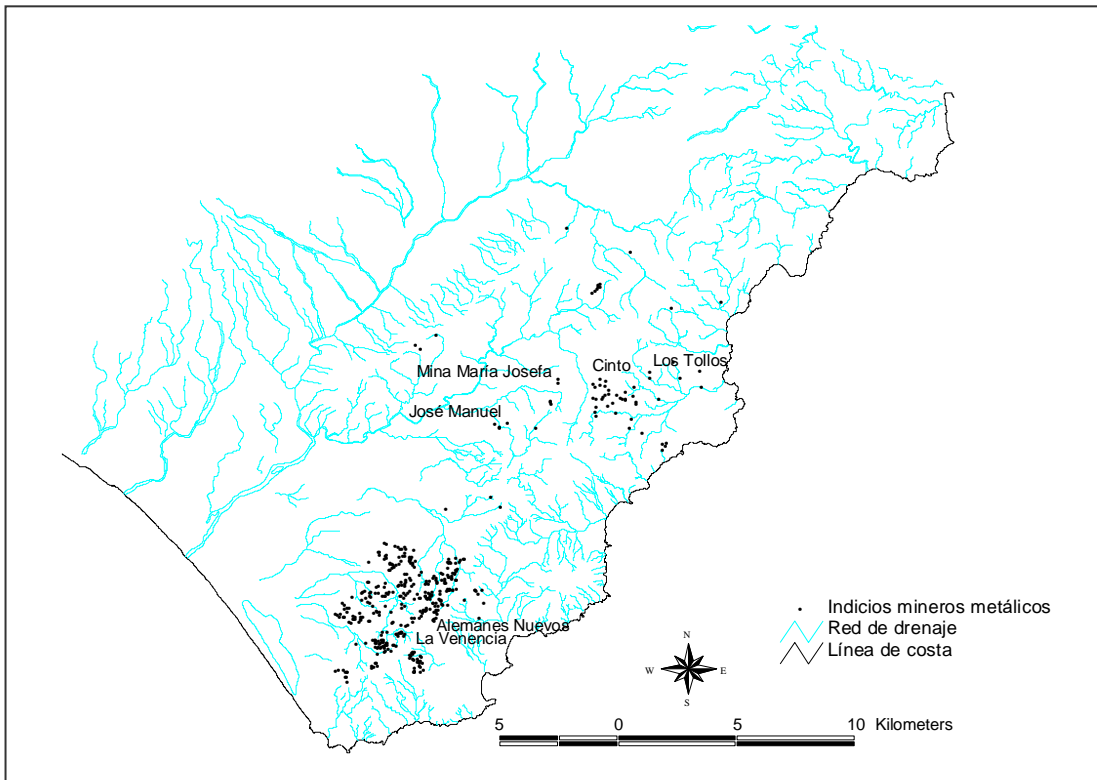 Mina María Josefa
Cinto
Los Tollos
José Manuel
Alemanes Nuevos
La Venencia
Indicios mineros metálicos
Red de drenaje
Línea de costa
N
W
E
S
5 0 5 10 Kilometers